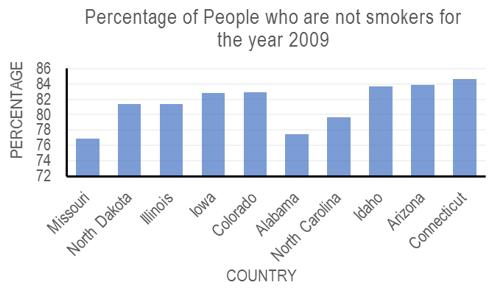 Percentage of People who are not smokers for
the year 2009
PERCENTAGE
86
84
82
80
78
76
74
72
Missouri
North Dakota
Illinois
Iowa
Colorado
Alabama
North Carolina
Idaho
Arizona
Connecticut
COUNTRY